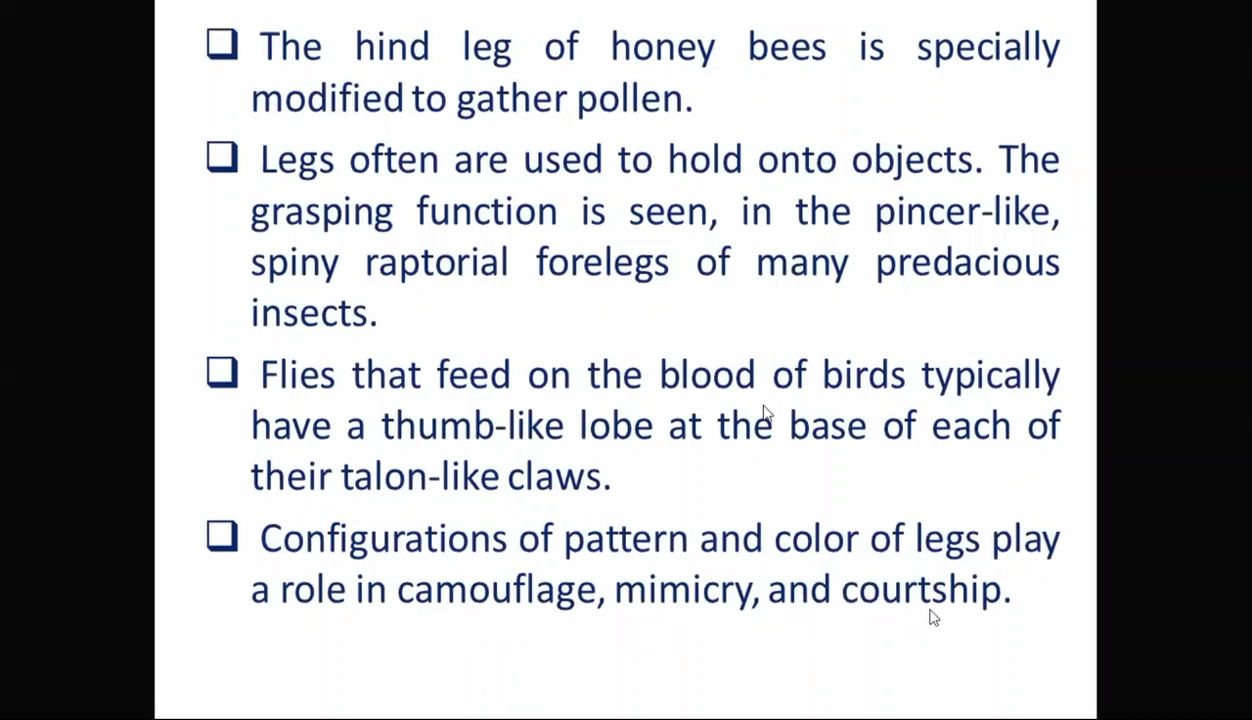 ❑ The hind leg of honey bees is specially
modified to gather pollen.
❑ Legs often are used to hold onto objects. The
grasping function is seen, in the pincer-like,
spiny raptorial forelegs of many predacious
insects.
❑ Flies that feed on the blood of birds typically
have a thumb-like lobe at the base of each of
their talon-like claws.
❑ Configurations of pattern and color of legs play
a role in camouflage, mimicry, and courtship.